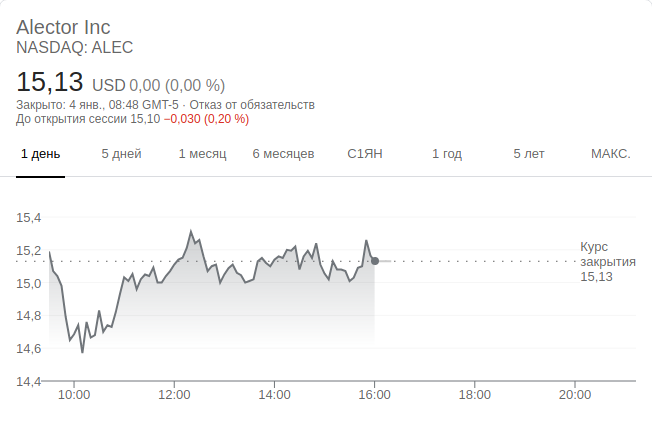 Alector Inc
NASDAQ: ALEC
15,13 USD 0,00 (0,00 %)
Закрыто: 4 янв., 08:48 GMT-5 · Отказ от обязательств
До открытия сессии 15,10 −0,030 (0,20 %)
1 день 5 дней 1 месяц 6 месяцев С1ЯН 1 год 5 лет МАКС.
15,4
15,2
15,0
14,8
14,6
14,4
Курс
закрытия
15,13
10:00 12:00 14:00 16:00 18:00 20:00